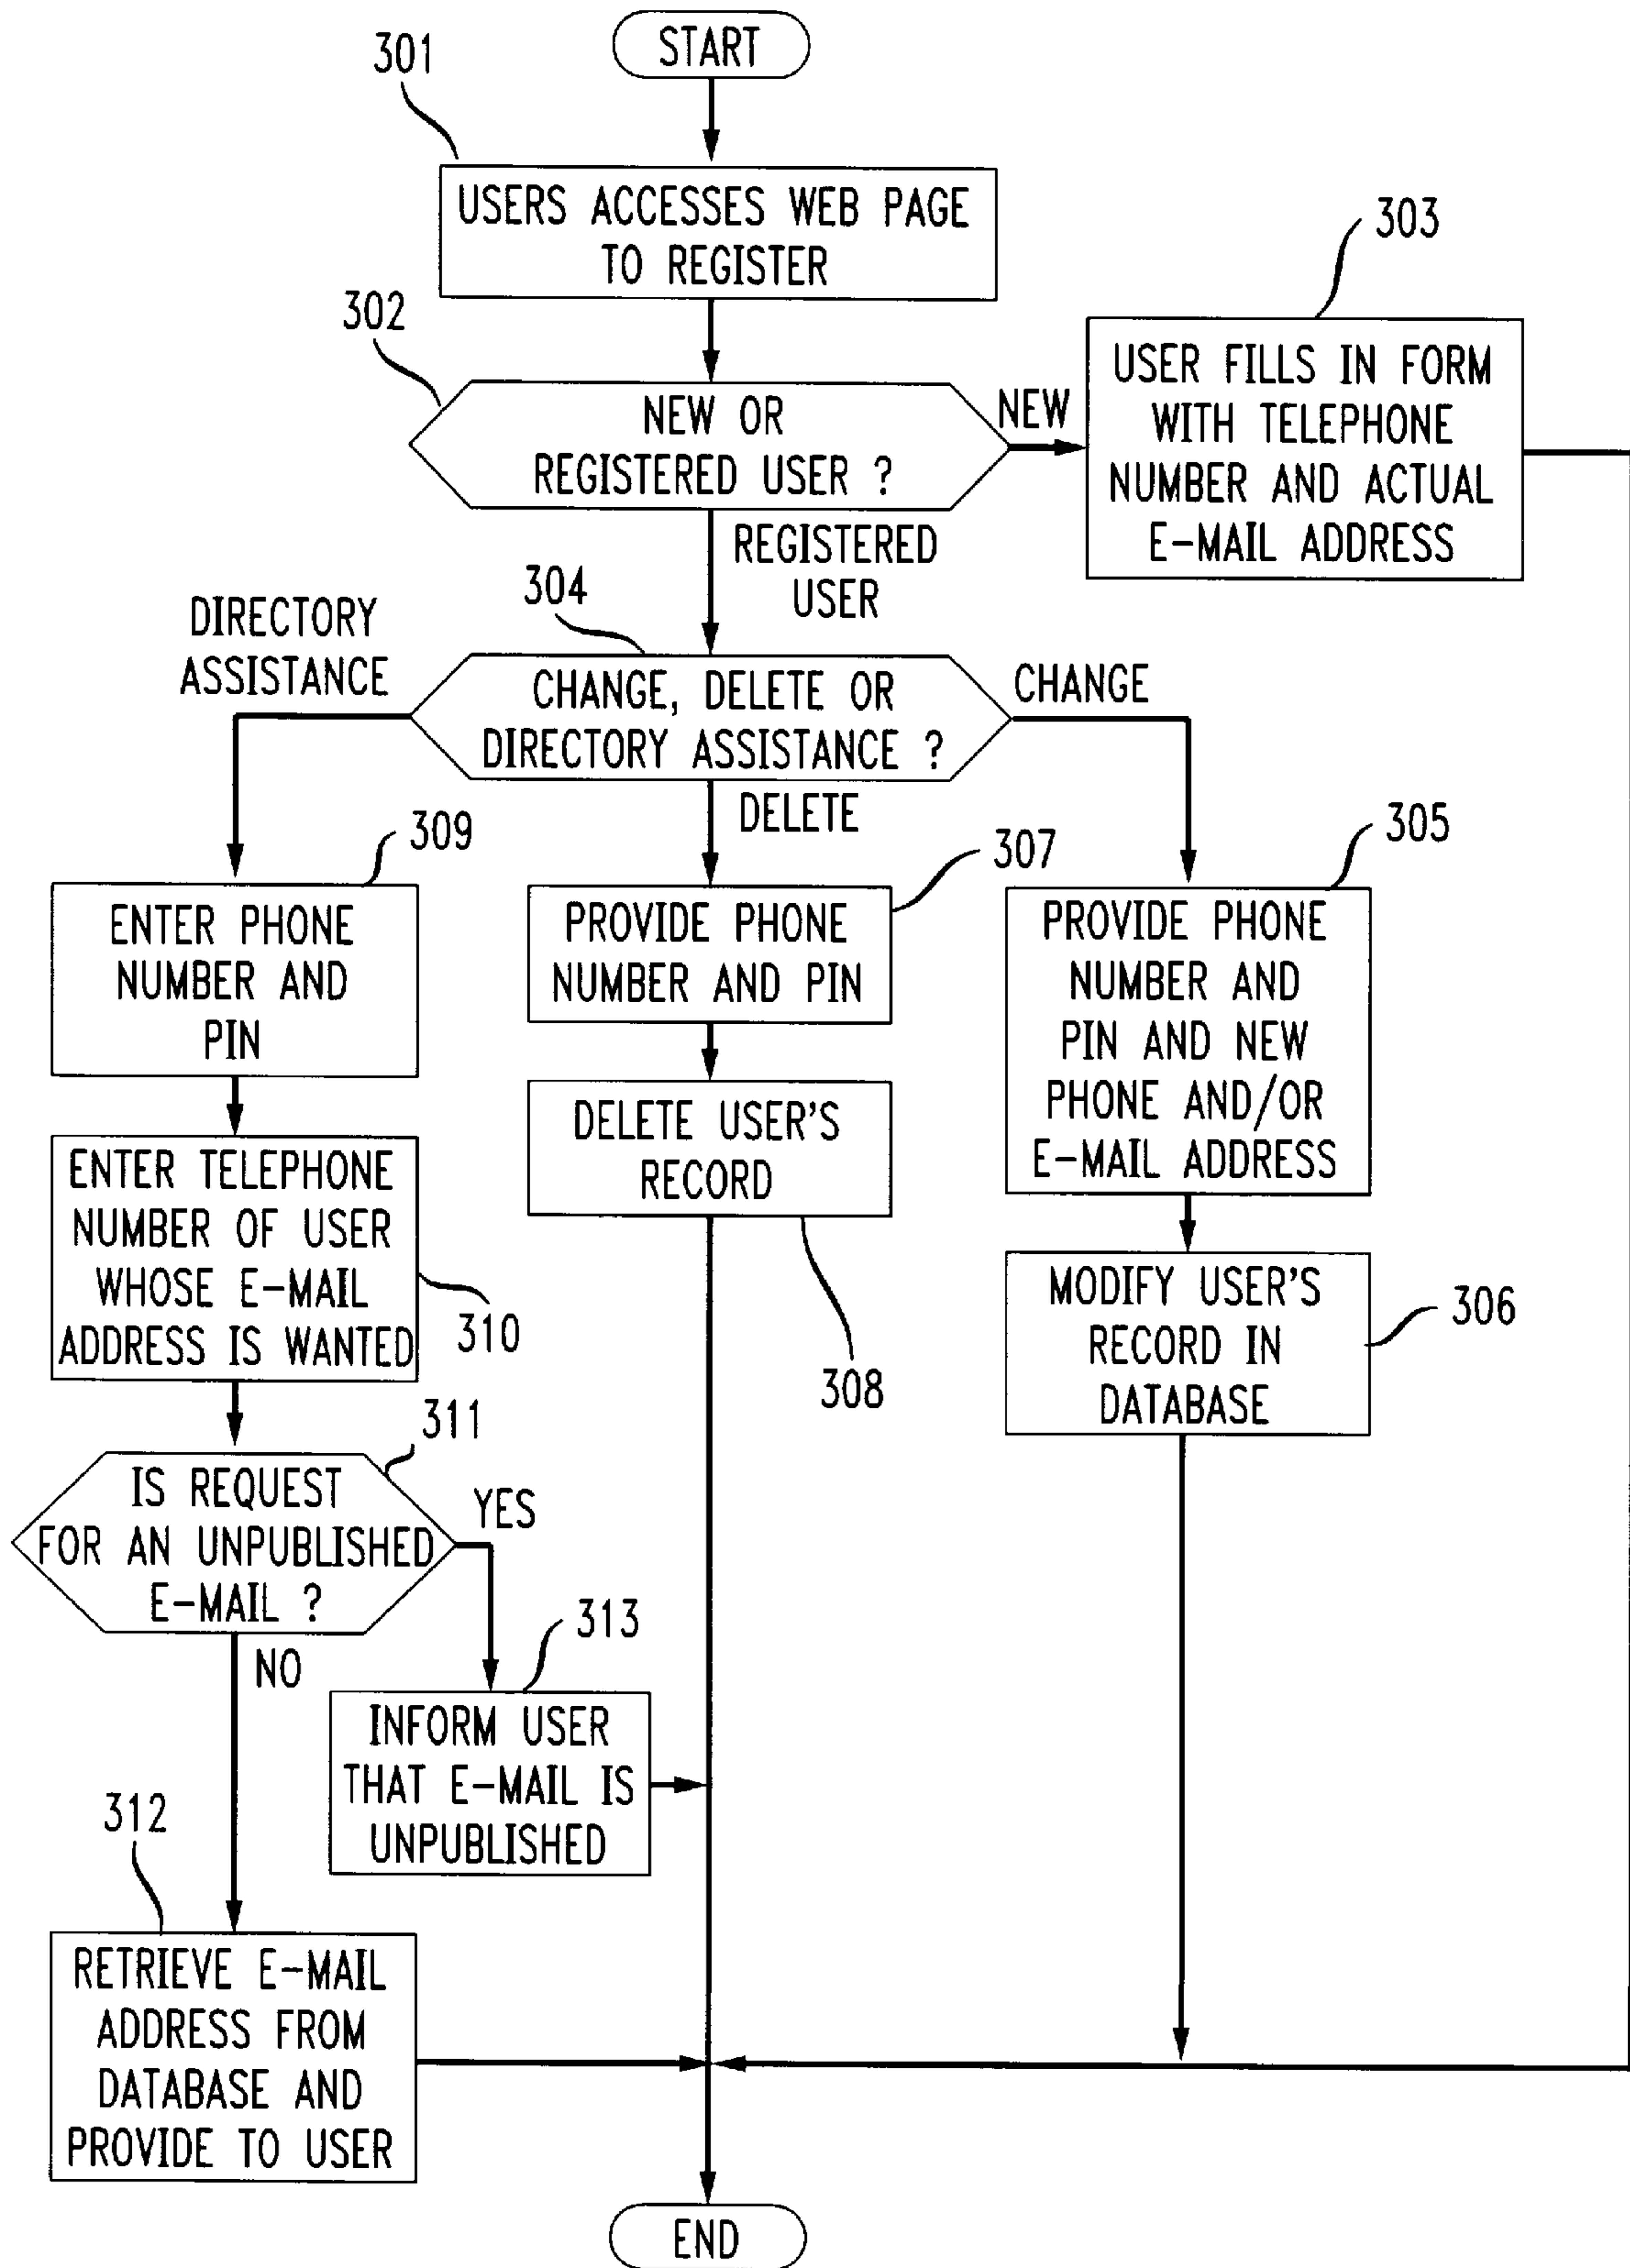 START
301
USERS ACCESSES WEB PAGE
TO REGISTER
302
NEW OR
REGISTERED USER ?
NEW
303
USER FILLS IN FORM
WITH TELEPHONE
NUMBER AND ACTUAL
E-MAIL ADDRESS
REGISTERED
USER
304
DIRECTORY
ASSISTANCE
CHANGE, DELETE OR
DIRECTORY ASSISTANCE ?
CHANGE
DELETE
309
ENTER PHONE
NUMBER AND
PIN
307
PROVIDE PHONE
NUMBER AND PIN
305
PROVIDE PHONE
NUMBER AND
PIN AND NEW
PHONE AND/OR
E-MAIL ADDRESS
ENTER TELEPHONE
NUMBER OF USER
WHOSE E-MAIL
ADDRESS IS WANTED
310
DELETE USER'S
RECORD
308
MODIFY USER'S
RECORD IN
DATABASE
306
311
IS REQUEST
FOR AN UNPUBLISHED
E-MAIL ?
YES
NO
313
INFORM USER
THAT E-MAIL IS
UNPUBLISHED
312
RETRIEVE E-MAIL
ADDRESS FROM
DATABASE AND
PROVIDE TO USER
END